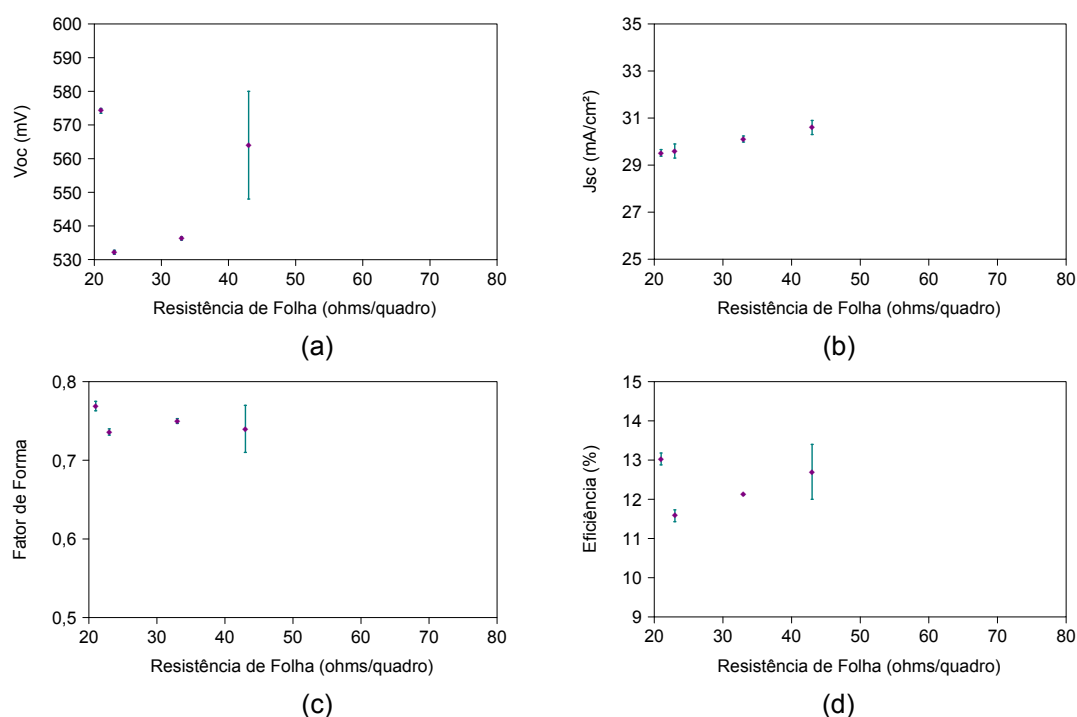 600
590
580
570
560
550
540
530
20 30 40 50 60 70 80
Voc (mV)
Resistência de Folha (ohms/quadro)
(a)
35
33
31
29
27
25
20 30 40 50 60 70 80
Jsc (mA/cm²)
Resistência de Folha (ohms/quadro)
(b)
0,8
0,7
0,6
0,5
20 30 40 50 60 70 80
Fator de Forma
Resistência de Folha (ohms/quadro)
(c)
15
14
13
12
11
10
9
20 30 40 50 60 70 80
Eficiência (%)
Resistência de Folha (ohms/quadro)
(d)